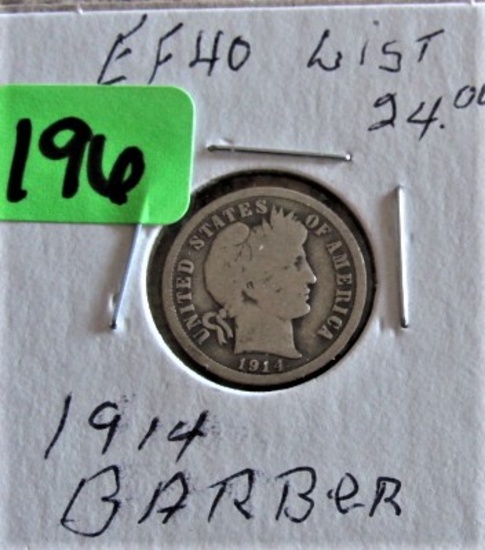 EF40 LIST
24.00
196
UNITED STATES OF AMERICA
1914
1914
BARBER